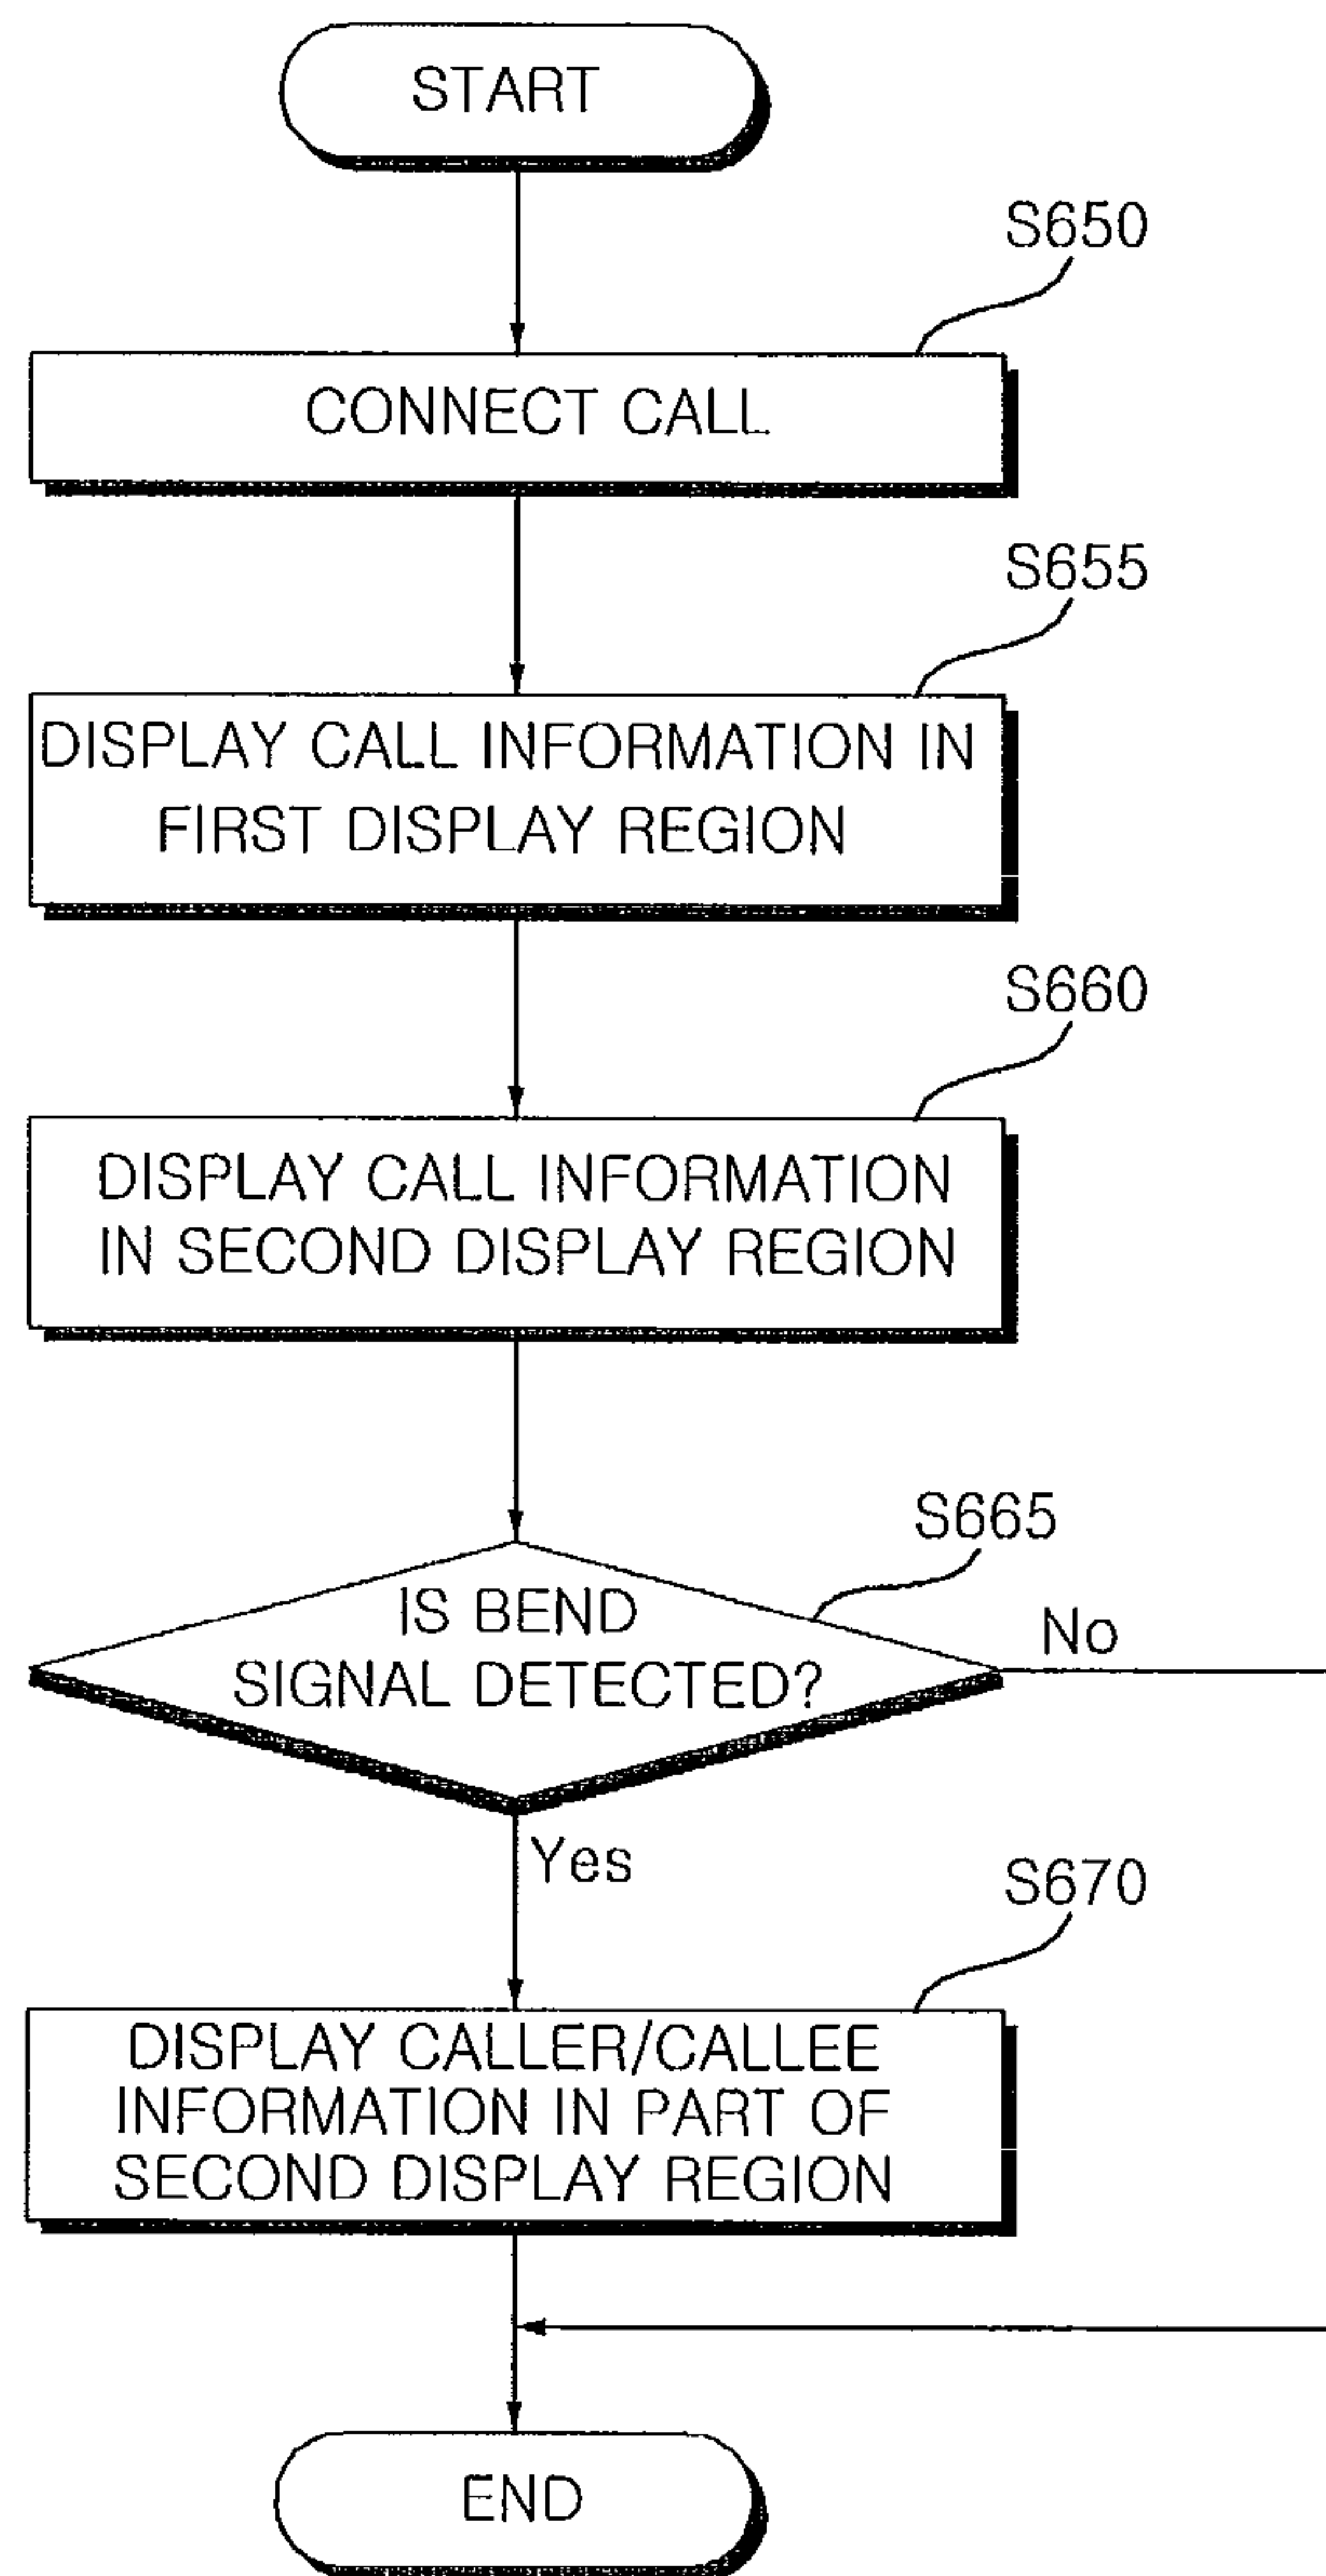 START
S650
CONNECT CALL
S655
DISPLAY CALL INFORMATION IN
FIRST DISPLAY REGION
S660
DISPLAY CALL INFORMATION
IN SECOND DISPLAY REGION
S665
IS BEND
SIGNAL DETECTED?
No
Yes
S670
DISPLAY CALLER/CALLEE
INFORMATION IN PART OF
SECOND DISPLAY REGION
END